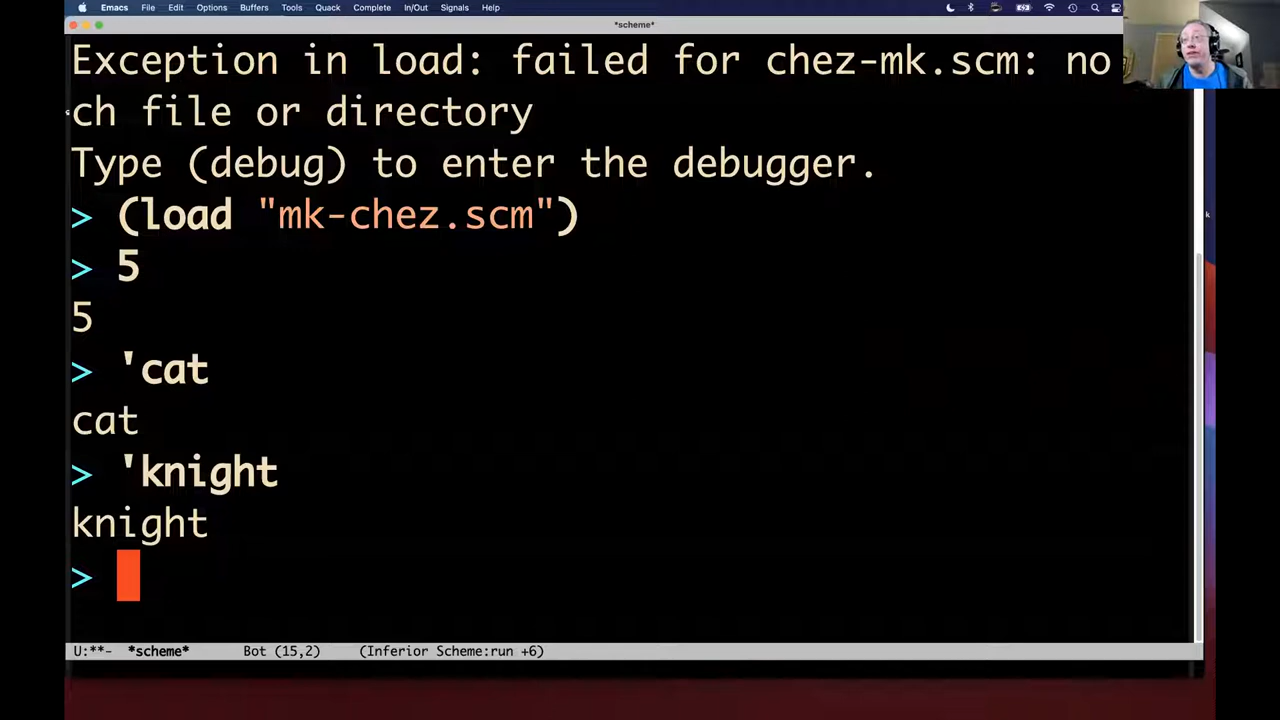 Emacs File Edit Options Buffers Tools Quack Complete In/Out Signals Help
*scheme*
Exception in load: failed for chez-mk.scm: no
ch file or directory
Type (debug) to enter the debugger.
> (load "mk-chez.scm")
> 5
5
> 'cat
cat
> 'knight
knight
>
U:**- *scheme* Bot (15,2) (Inferior Scheme:run +6)